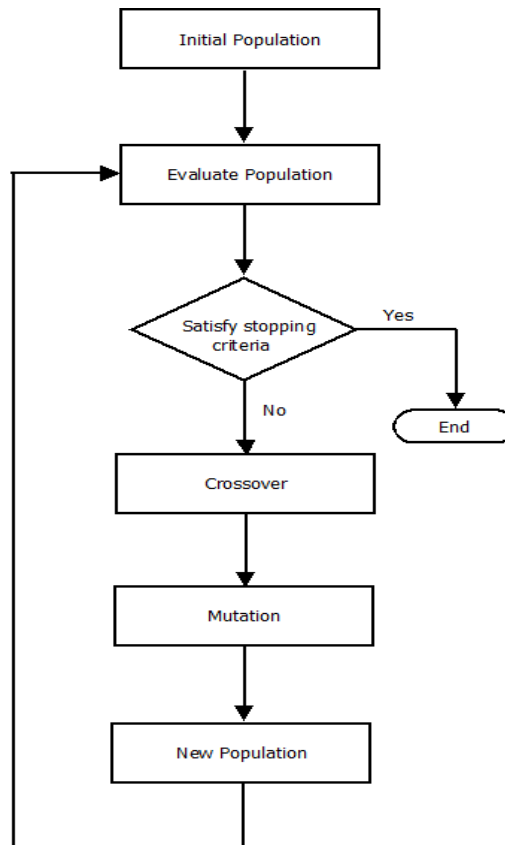 Initial Population
Evaluate Population
Satisfy stopping
criteria
Yes
End
No
Crossover
Mutation
New Population